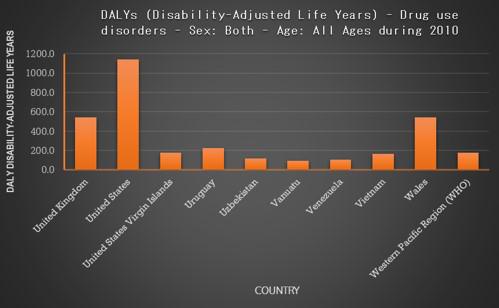 DALYs (Disability-Adjusted Life Years) - Drug use
disorders - Sex: Both - Age: All Ages during 2010
DALY DISABILITY-ADJUSTED LIFE YEARS
1200.0
1000.0
800.0
600.0
400.0
200.0
0.0
United Kingdom
United States
United States Virgin Islands
Uruguay
Uzbekistan
Vanuatu
Venezuela
Vietnam
Wales
Western Pacific Region (WHO)
COUNTRY